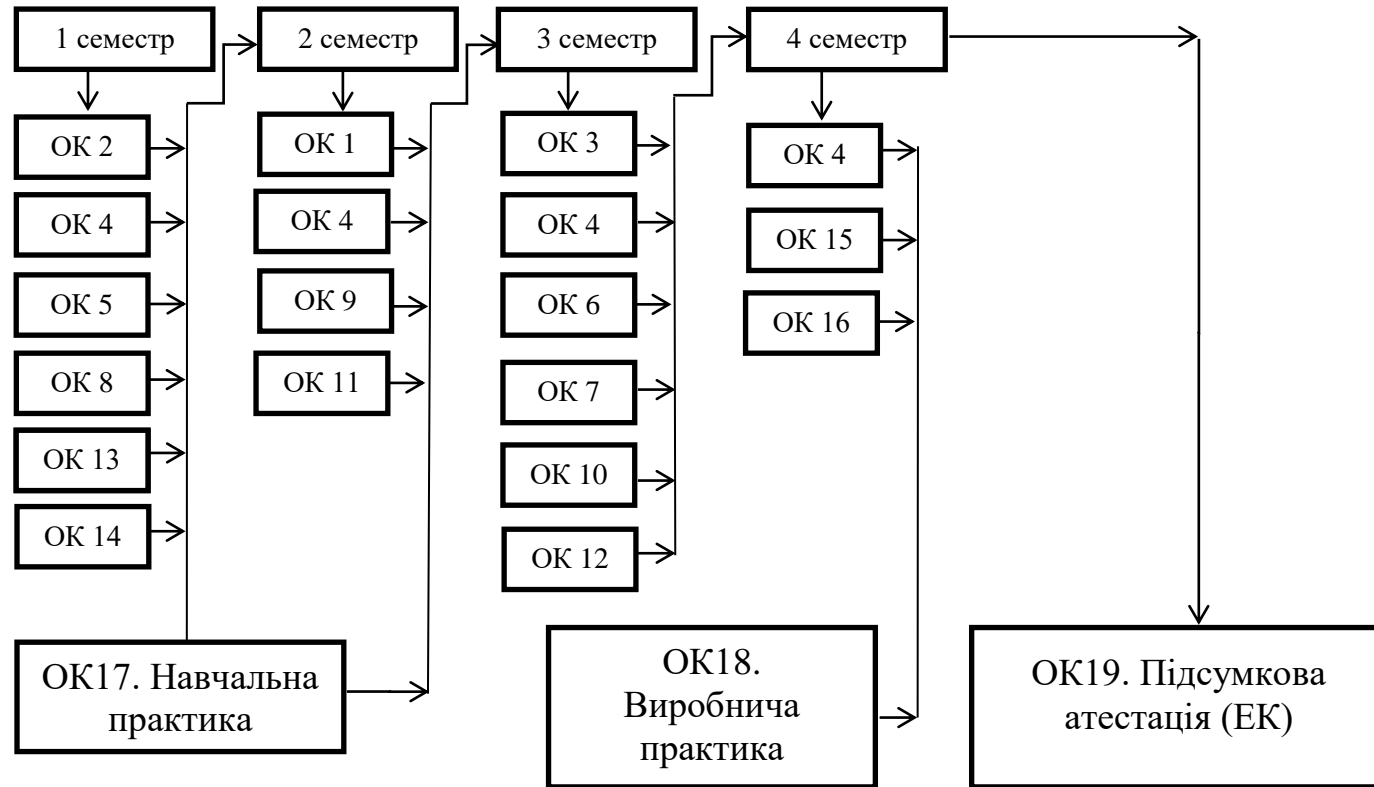 1 семестр
2 семестр
3 семестр
4 семестр
ОК 2
ОК 4
ОК 5
ОК 8
ОК 13
ОК 14
ОК 1
ОК 4
ОК 9
ОК 11
ОК 3
ОК 4
ОК 6
ОК 7
ОК 10
ОК 12
ОК 4
ОК 15
ОК 16
ОК17. Навчальна
практика
ОК18.
Виробнича
практика
ОК19. Підсумкова
атестація (ЕК)